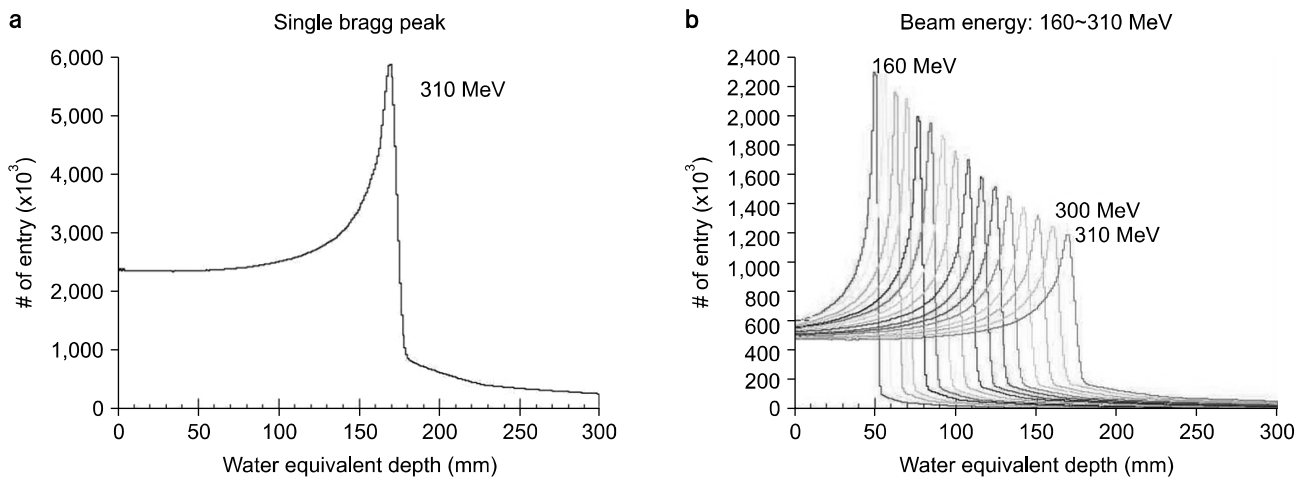 a
Single bragg peak
# of entry (x10³)
6,000
5,000
4,000
3,000
2,000
1,000
0
310 MeV
0 50 100 150 200 250 300
Water equivalent depth (mm)
b
Beam energy: 160~310 MeV
# of entry (x10³)
2,400
2,200
2,000
1,800
1,600
1,400
1,200
1,000
800
600
400
200
0
160 MeV
300 MeV
310 MeV
0 50 100 150 200 250 300
Water equivalent depth (mm)